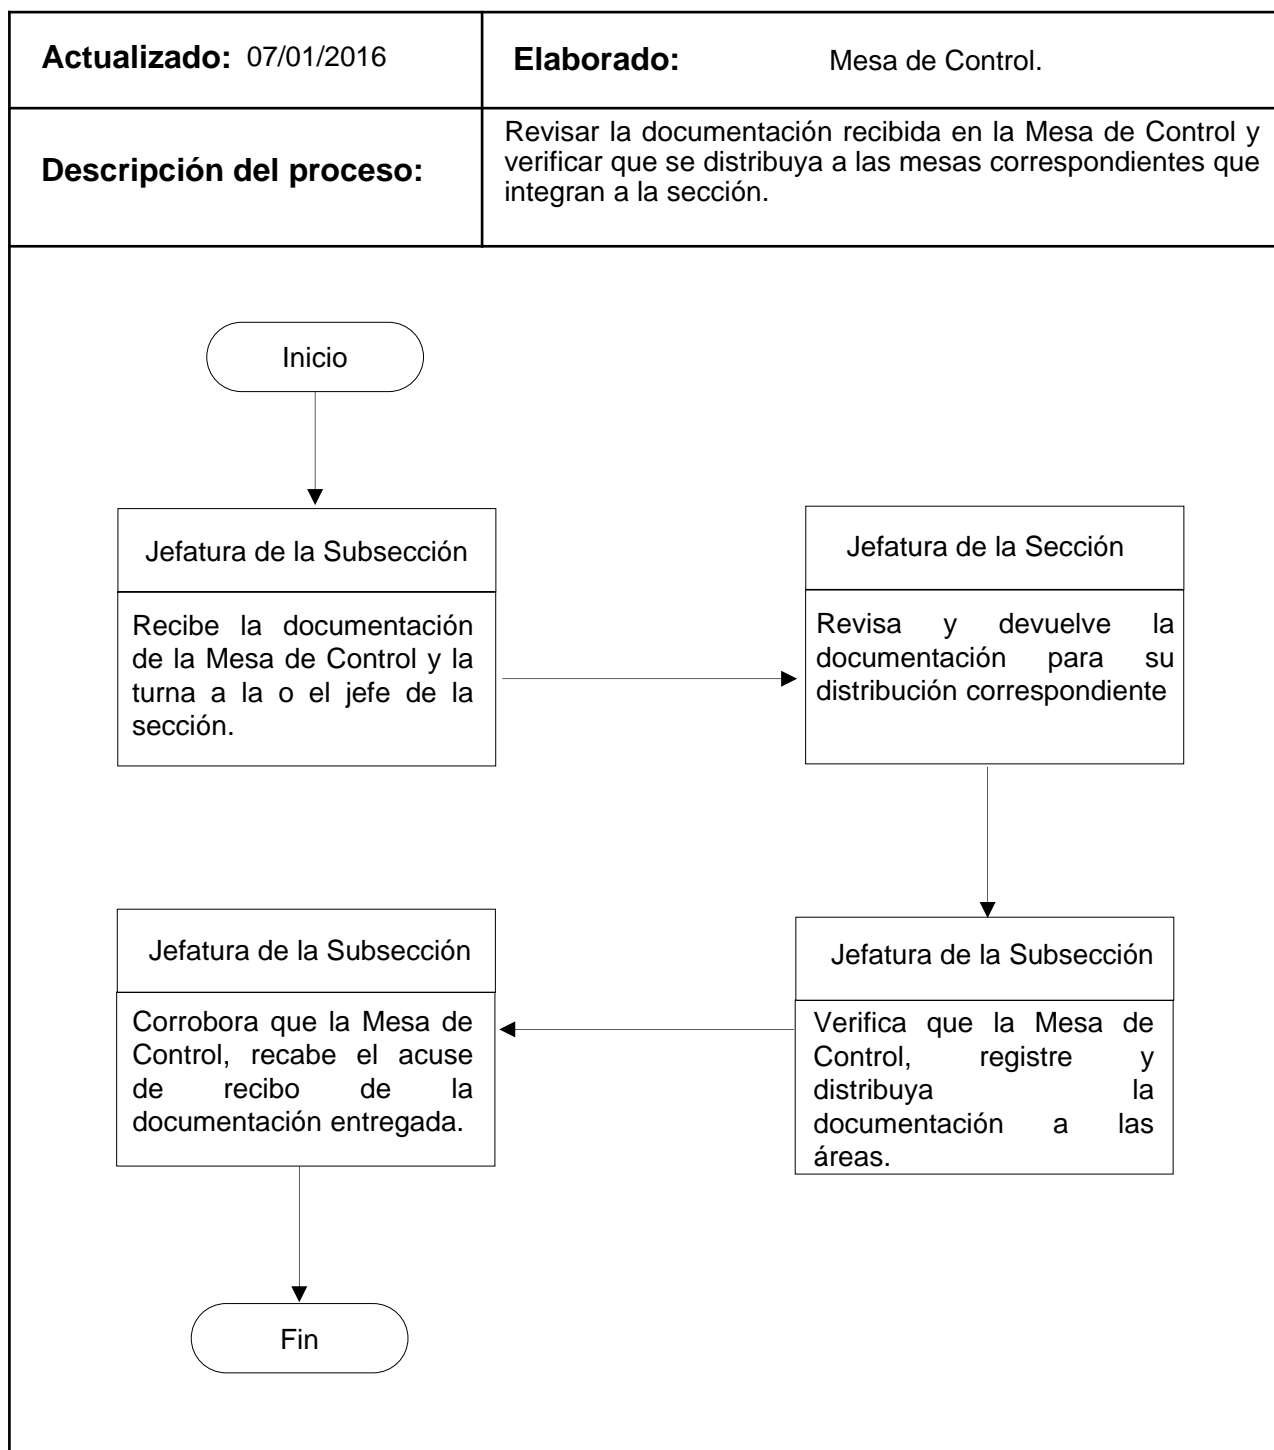 Actualizado: 07/01/2016
Elaborado: Mesa de Control.
Descripción del proceso:
Revisar la documentación recibida en la Mesa de Control y
verificar que se distribuya a las mesas correspondientes que
integran a la sección.
Inicio
Jefatura de la Subsección
Recibe la documentación
de la Mesa de Control y la
turna a la o el jefe de la
sección.
Jefatura de la Sección
Revisa y devuelve la
documentación para su
distribución correspondiente
Jefatura de la Subsección
Verifica que la Mesa de
Control, registre y
distribuya la
documentación a las
áreas.
Jefatura de la Subsección
Corrobora que la Mesa de
Control, recabe el acuse
de recibo de la
documentación entregada.
Fin